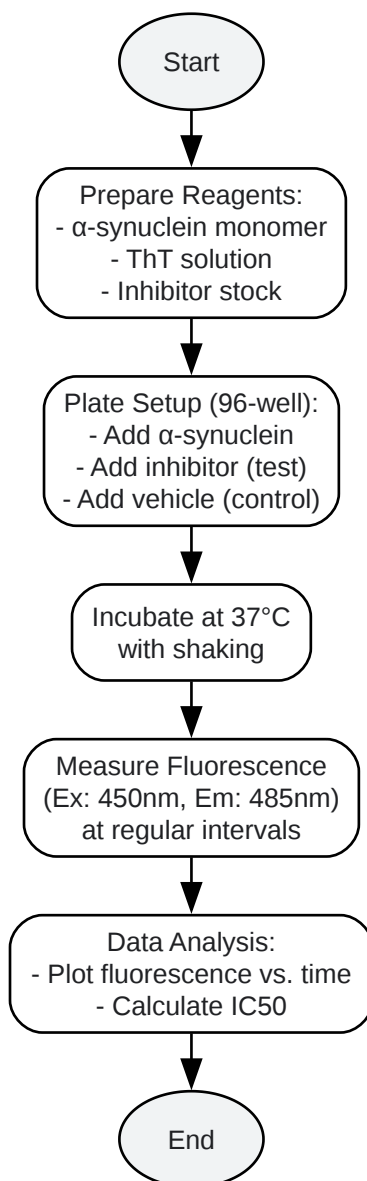 Start
Prepare Reagents:
- α-synuclein monomer
- ThT solution
- Inhibitor stock
Plate Setup (96-well):
- Add α-synuclein
- Add inhibitor (test)
- Add vehicle (control)
Incubate at 37°C
with shaking
Measure Fluorescence
(Ex: 450nm, Em: 485nm)
at regular intervals
Data Analysis:
- Plot fluorescence vs. time
- Calculate IC50
End